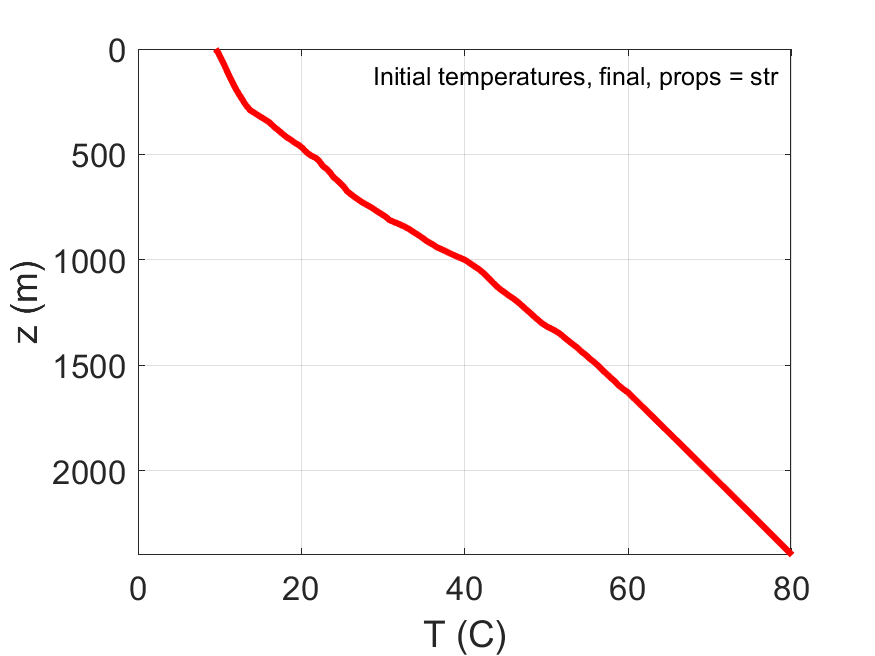 Initial temperatures, final, props = str
0
500
1000
1500
2000
z (m)
0 20 40 60 80
T (C)